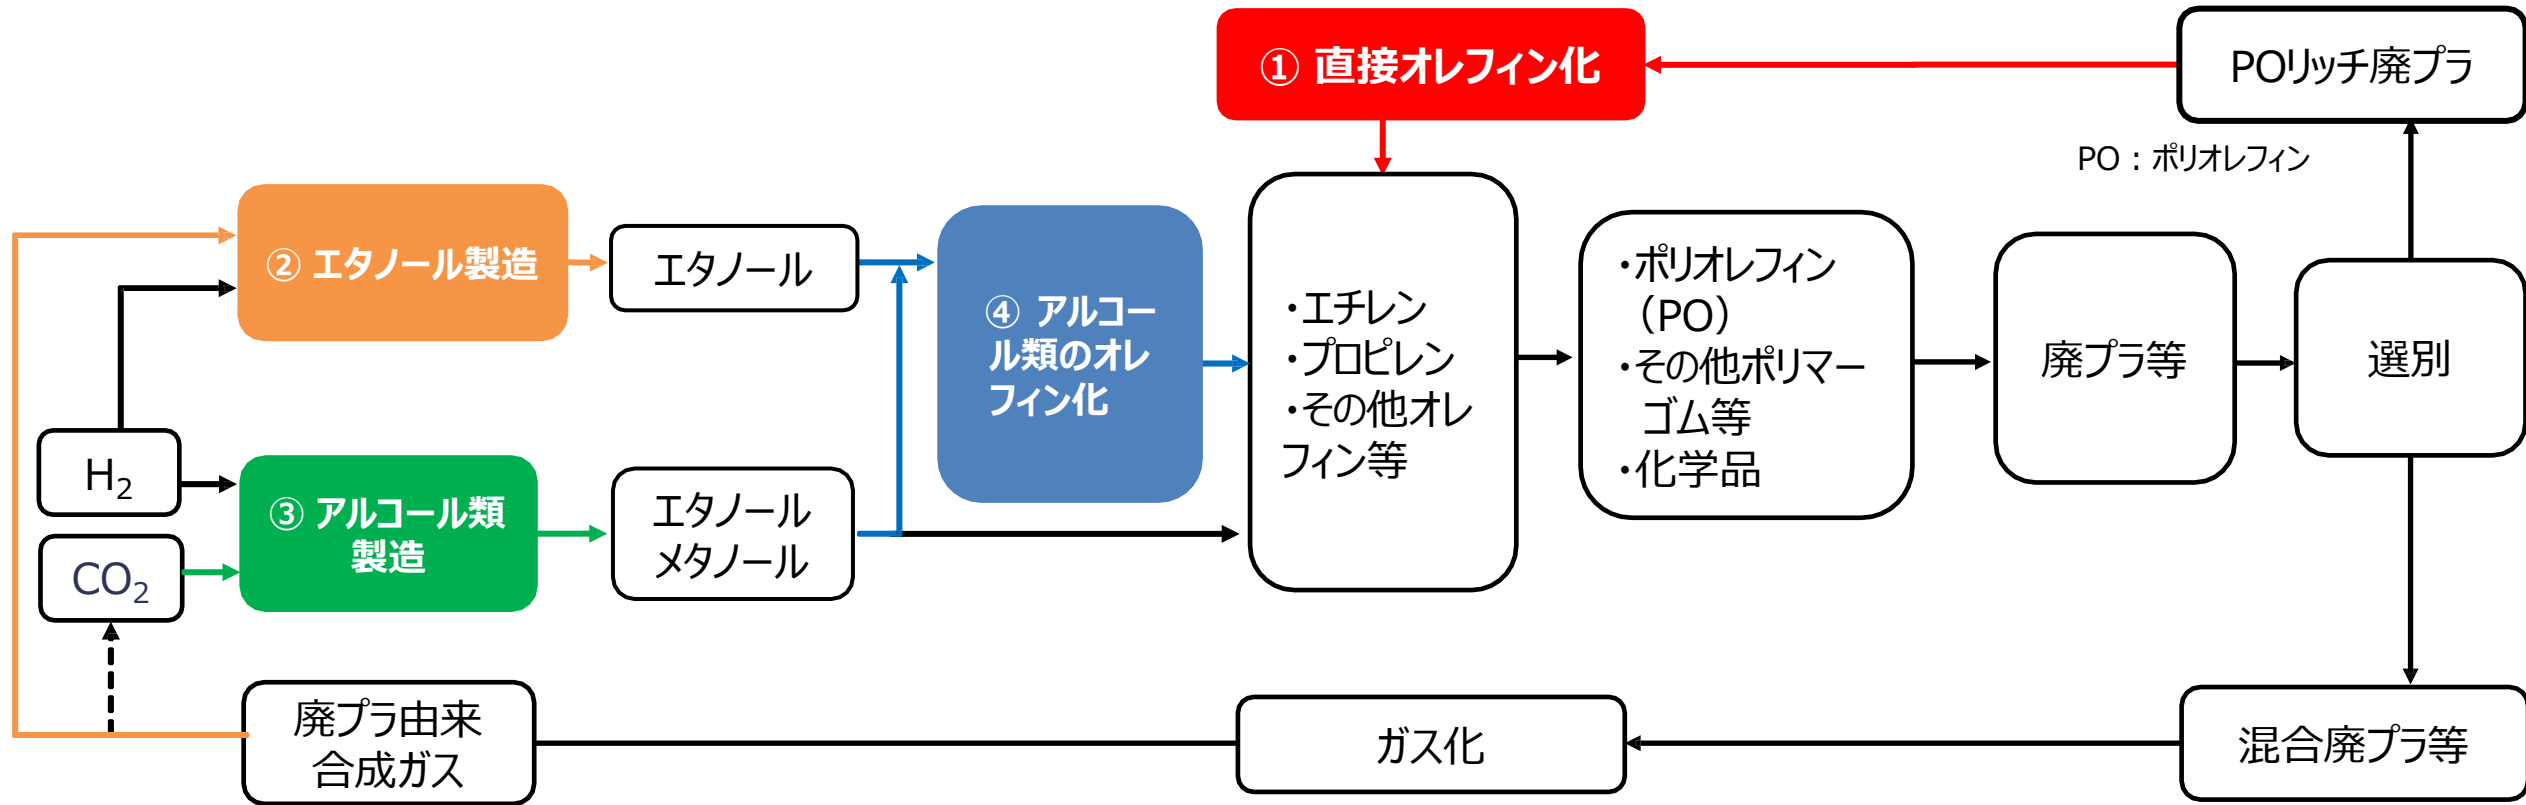 ① 直接オレフィン化
POリッチ廃プラ
PO：ポリオレフィン
② エタノール製造
エタノール
④ アルコー
ル類のオレ
フィン化
・エチレン
・プロピレン
・その他オレ
フィン等
・ポリオレフィン
（PO）
・その他ポリマー
ゴム等
・化学品
廃プラ等
選別
H₂
CO₂
③ アルコール類
製造
エタノール
メタノール
廃プラ由来
合成ガス
ガス化
混合廃プラ等